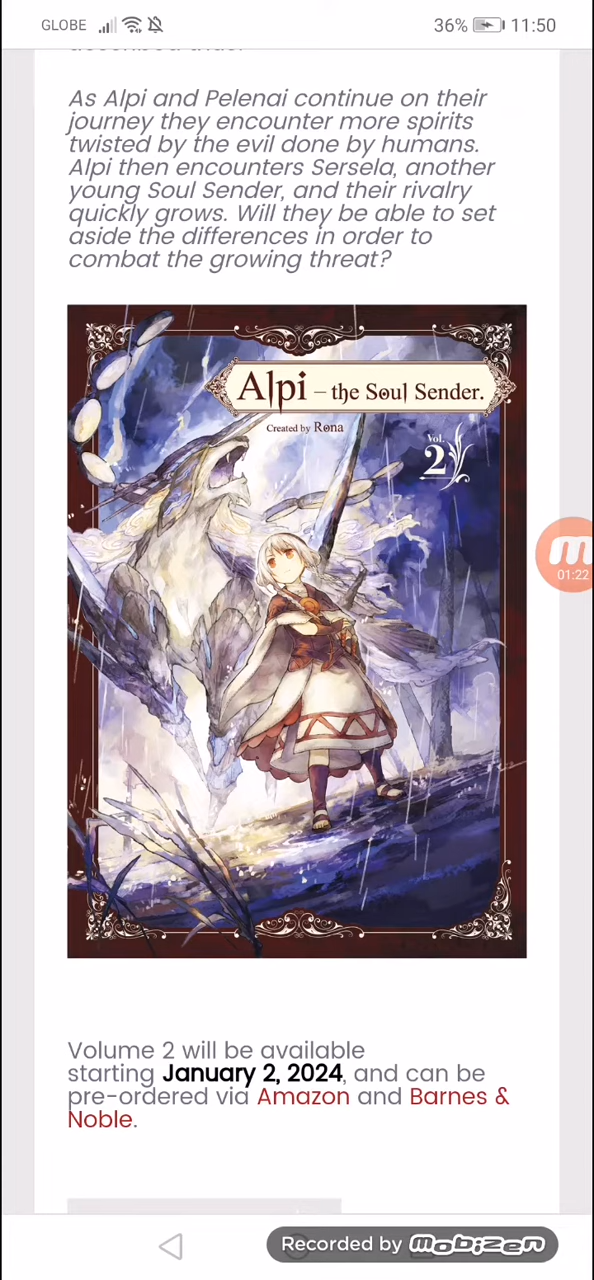 GLOBE 36% 11:50
As Alpi and Pelenai continue on their
journey they encounter more spirits
twisted by the evil done by humans.
Alpi then encounters Sersela, another
young Soul Sender, and their rivalry
quickly grows. Will they be able to set
aside the differences in order to
combat the growing threat?
Alpi – the Soul Sender.
Created by Rona
Vol.
2
01:22
Volume 2 will be available
starting January 2, 2024, and can be
pre-ordered via Amazon and Barnes &
Noble.
Recorded by mobizen